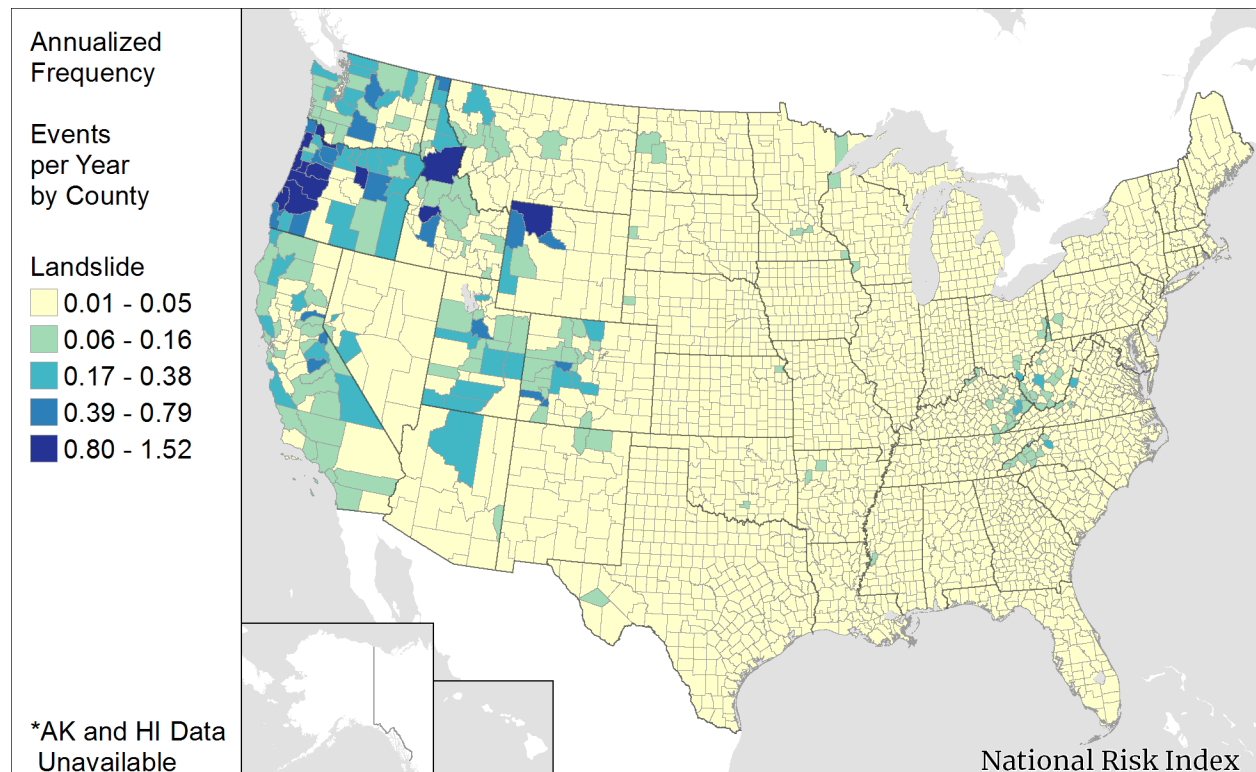 Annualized
Frequency
Events
per Year
by County
Landslide
0.01 - 0.05
0.06 - 0.16
0.17 - 0.38
0.39 - 0.79
0.80 - 1.52
*AK and HI Data
Unavailable
National Risk Index